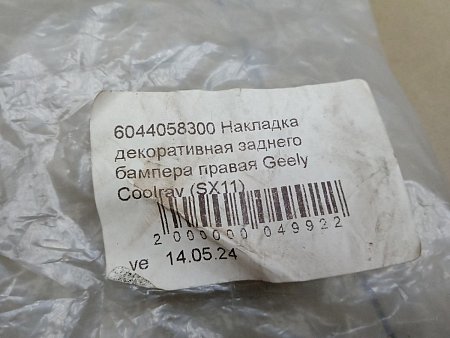 6044058300 Накладка
декоративная заднего
бампера правая Geely
Coolray (SX11)
2 000000 049922
ve 14.05.24